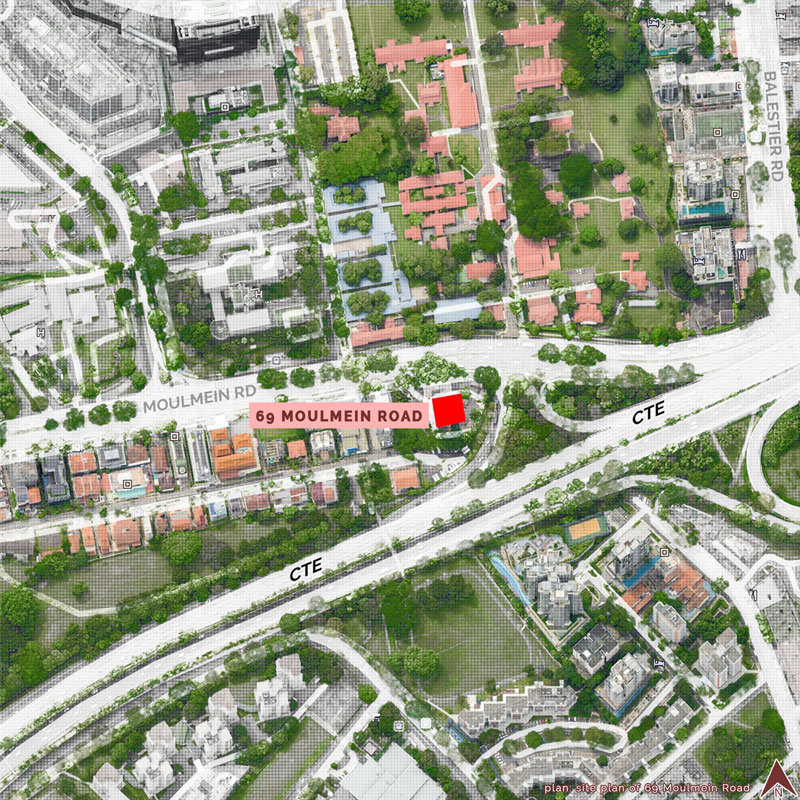 BALESTIER RD
MOULMEIN RD
69 MOULMEIN ROAD
CTE
CTE
plan: site plan of 69 Moulmein Road
N